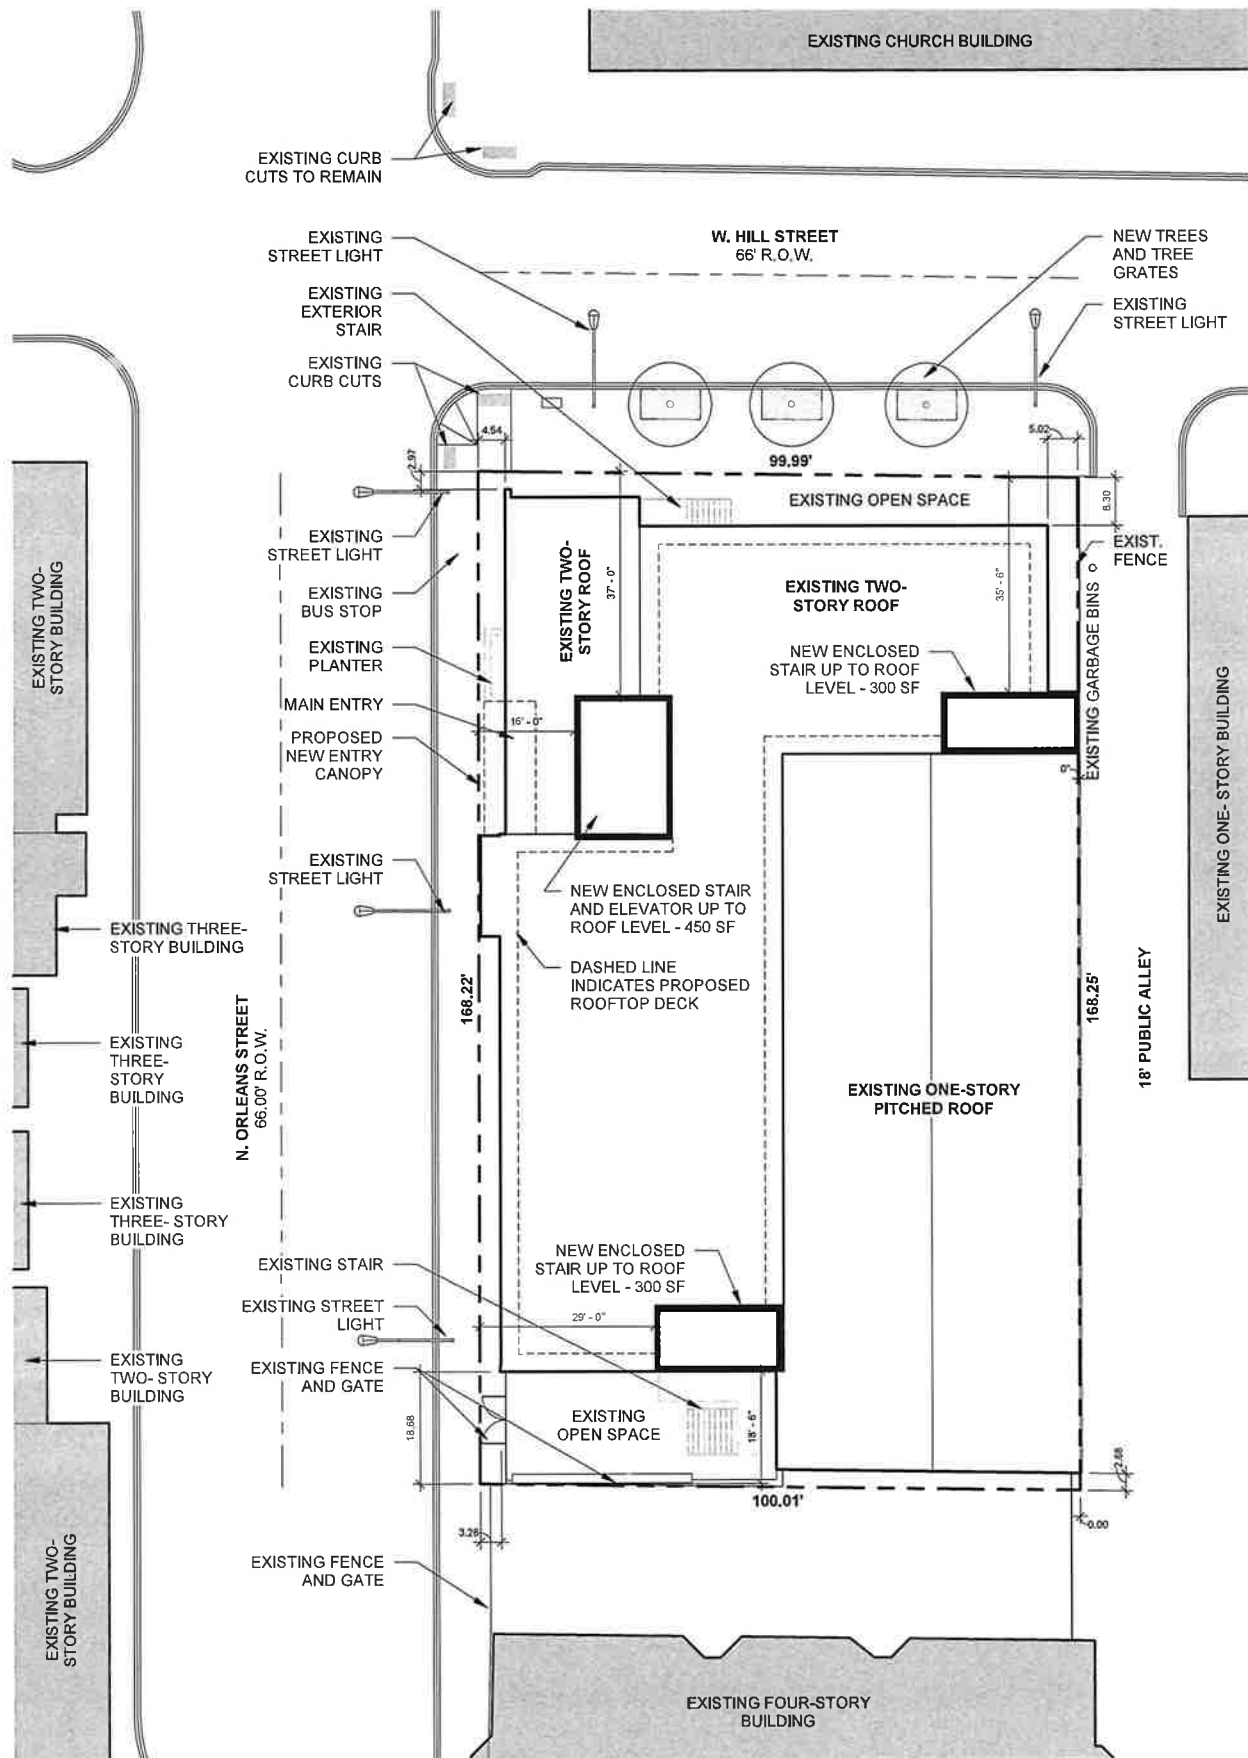 EXISTING CHURCH BUILDING
EXISTING CURB
CUTS TO REMAIN
EXISTING
STREET LIGHT
W. HILL STREET
66' R.O.W.
NEW TREES
AND TREE
GRATES
EXISTING
EXTERIOR
STAIR
EXISTING
STREET LIGHT
EXISTING
CURB CUTS
4.54
5.02
2.97
99.99'
EXISTING OPEN SPACE
8.30
EXISTING
STREET LIGHT
EXIST.
FENCE
EXISTING TWO-
STORY BUILDING
EXISTING
BUS STOP
EXISTING TWO-
STORY ROOF
37' - 0"
EXISTING TWO-
STORY ROOF
35' - 6"
EXISTING GARBAGE BINS
EXISTING
PLANTER
NEW ENCLOSED
STAIR UP TO ROOF
LEVEL - 300 SF
MAIN ENTRY
16' - 0"
PROPOSED
NEW ENTRY
CANOPY
0"
EXISTING ONE- STORY BUILDING
EXISTING
STREET LIGHT
NEW ENCLOSED STAIR
AND ELEVATOR UP TO
ROOF LEVEL - 450 SF
EXISTING THREE-
STORY BUILDING
DASHED LINE
INDICATES PROPOSED
ROOFTOP DECK
168.22'
168.25'
18' PUBLIC ALLEY
N. ORLEANS STREET
66.00' R.O.W.
EXISTING
THREE-
STORY
BUILDING
EXISTING ONE-STORY
PITCHED ROOF
EXISTING
THREE- STORY
BUILDING
EXISTING STAIR
NEW ENCLOSED
STAIR UP TO ROOF
LEVEL - 300 SF
EXISTING STREET
LIGHT
29' - 0"
EXISTING
TWO- STORY
BUILDING
EXISTING FENCE
AND GATE
18.68
EXISTING
OPEN SPACE
18' - 6"
2.88
100.01'
0.00
3.28
EXISTING FENCE
AND GATE
EXISTING TWO-
STORY BUILDING
EXISTING FOUR-STORY
BUILDING